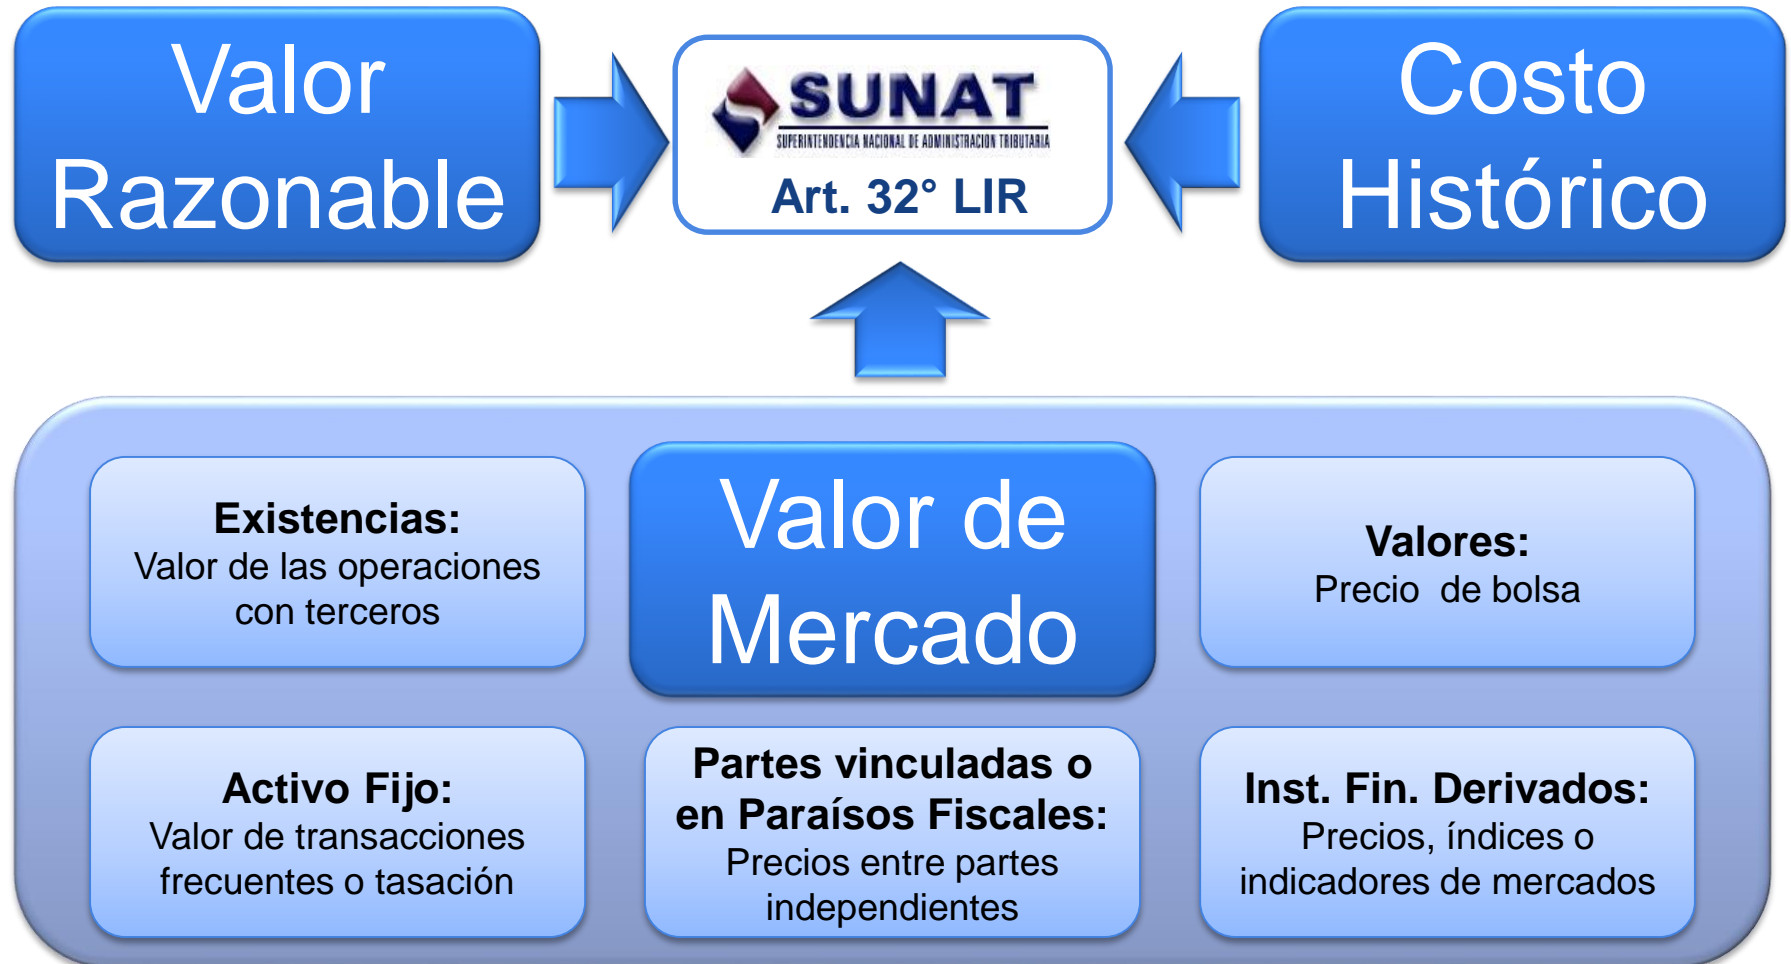 Valor
Razonable
SUNAT
SUPERINTENDENCIA NACIONAL DE ADMINISTRACION TRIBUTARIA
Art. 32° LIR
Costo
Histórico
Existencias:
Valor de las operaciones
con terceros
Valor de
Mercado
Valores:
Precio de bolsa
Activo Fijo:
Valor de transacciones
frecuentes o tasación
Partes vinculadas o
en Paraísos Fiscales:
Precios entre partes
independientes
Inst. Fin. Derivados:
Precios, índices o
indicadores de mercados